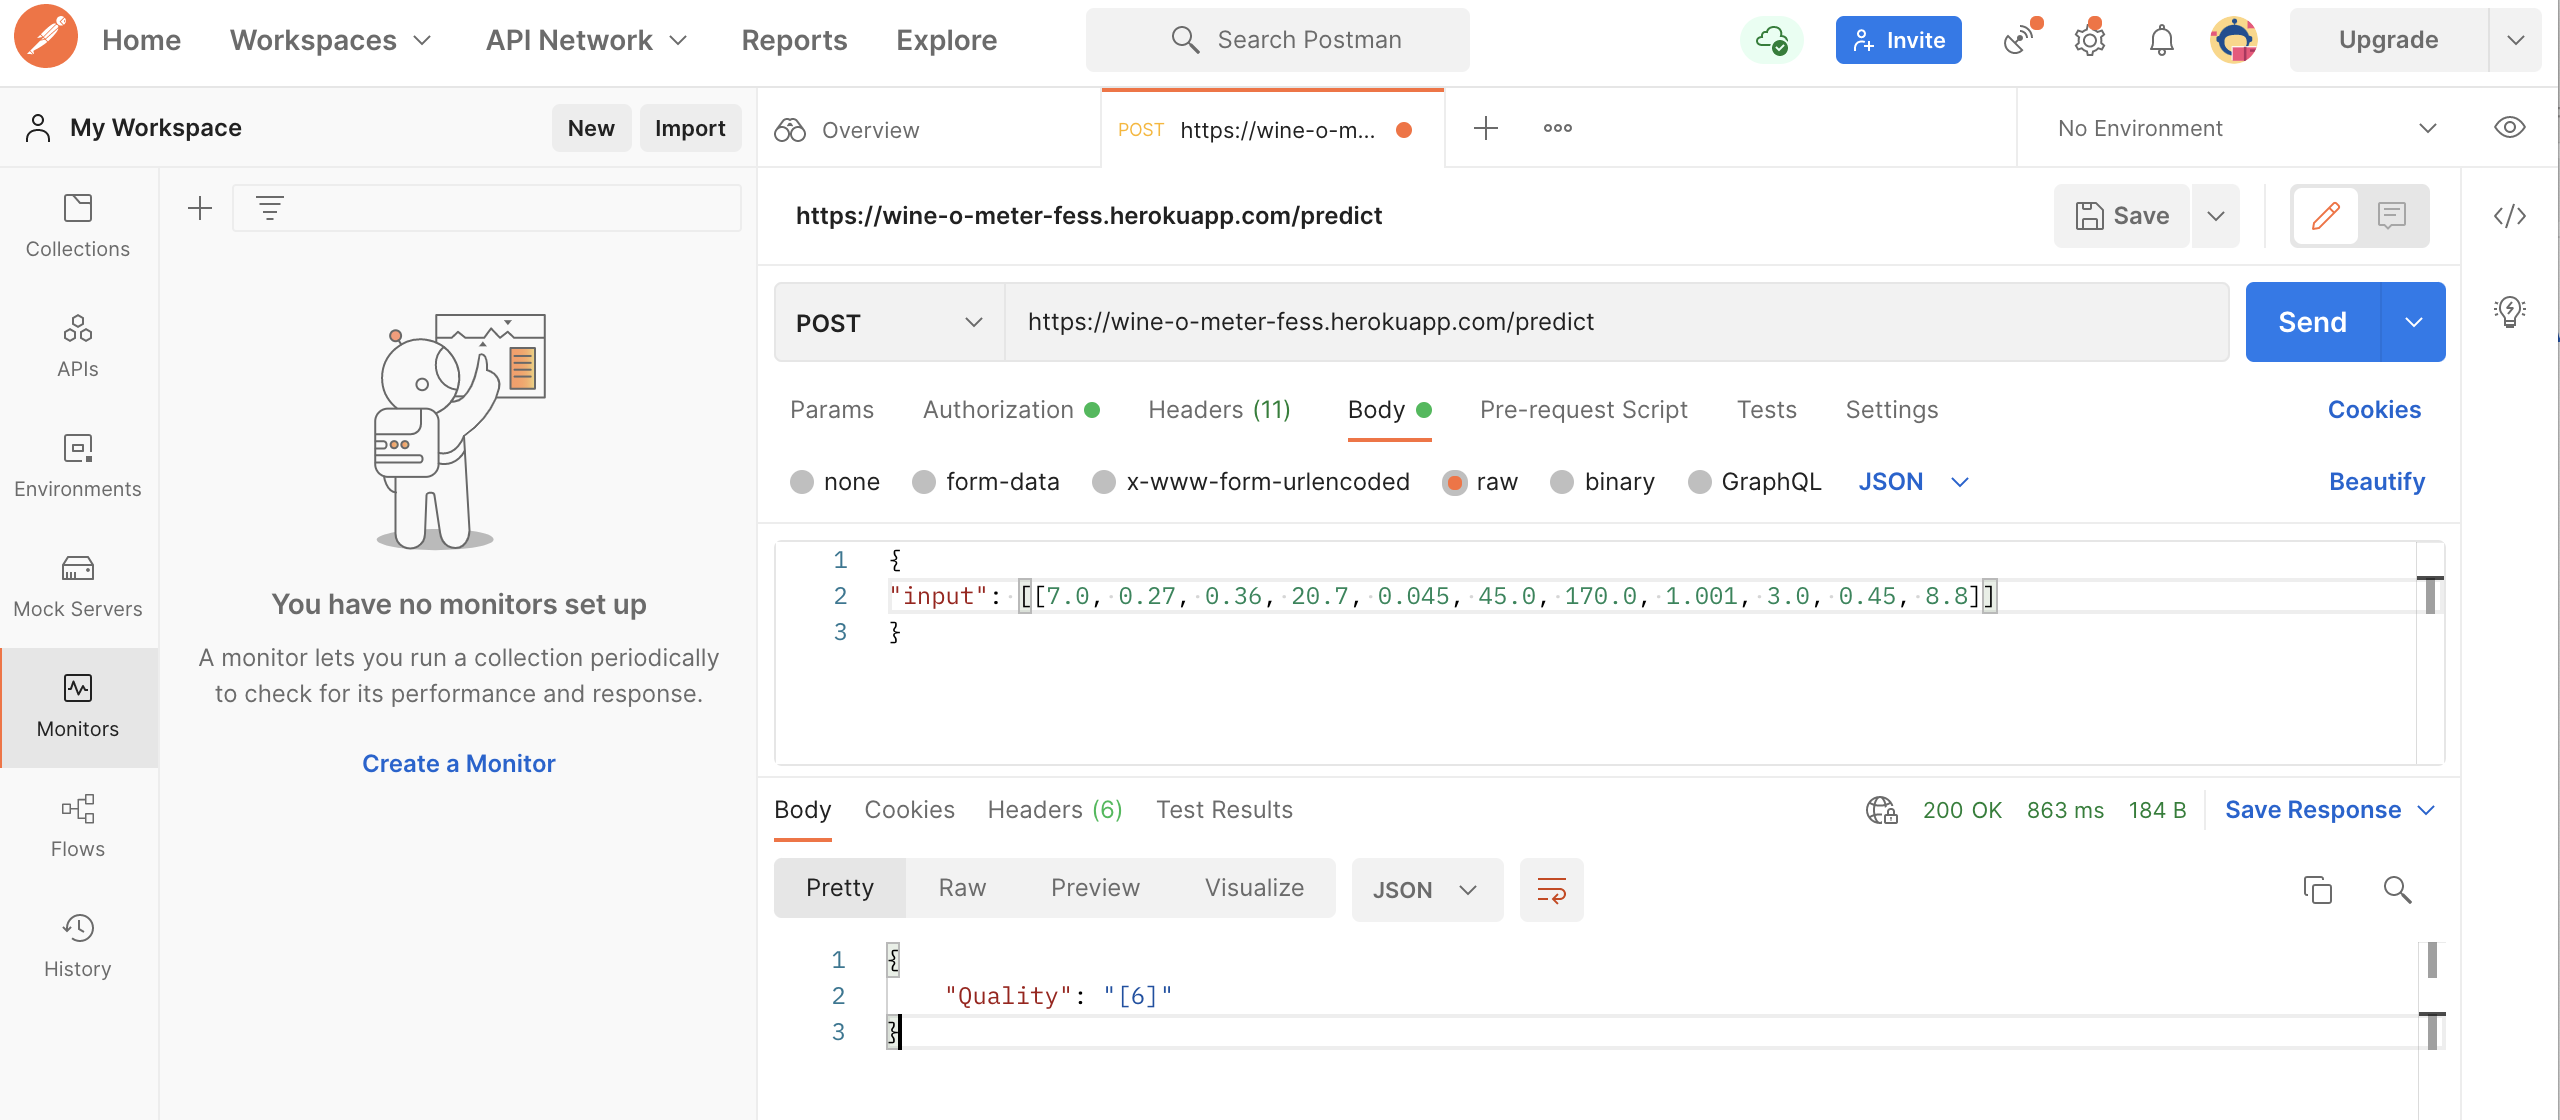 Home Workspaces API Network Reports Explore Search Postman Invite Upgrade
My Workspace New Import
Overview POST https://wine-o-m... No Environment
https://wine-o-meter-fess.herokuapp.com/predict Save
Collections
APIs
Environments
Mock Servers
Monitors
Flows
History
You have no monitors set up
A monitor lets you run a collection periodically
to check for its performance and response.
Create a Monitor
POST https://wine-o-meter-fess.herokuapp.com/predict Send
Params Authorization Headers (11) Body Pre-request Script Tests Settings Cookies
none form-data x-www-form-urlencoded raw binary GraphQL JSON Beautify
1 {
2 "input": [[7.0, 0.27, 0.36, 20.7, 0.045, 45.0, 170.0, 1.001, 3.0, 0.45, 8.8]]
3 }
Body Cookies Headers (6) Test Results 200 OK 863 ms 184 B Save Response
Pretty Raw Preview Visualize JSON
1 {
2 "Quality": "[6]"
3 }